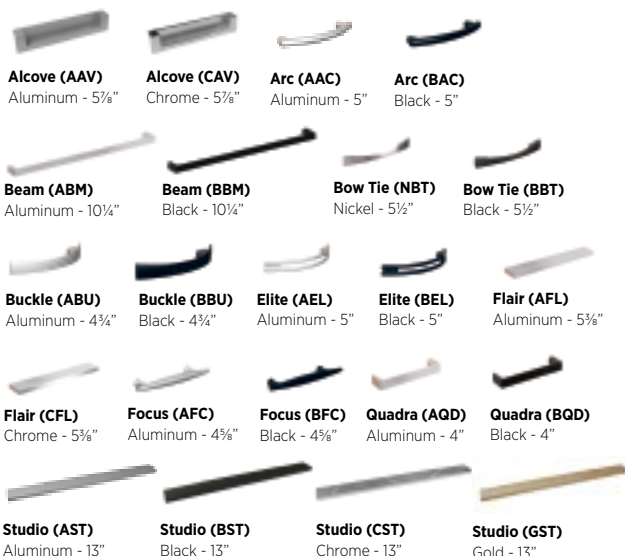 Alcove (AAV)
Aluminum - 5⅞”
Alcove (CAV)
Chrome - 5⅞”
Arc (AAC)
Aluminum - 5”
Arc (BAC)
Black - 5”
Beam (ABM)
Aluminum - 10¼”
Beam (BBM)
Black - 10¼”
Bow Tie (NBT)
Nickel - 5½”
Bow Tie (BBT)
Black - 5½”
Buckle (ABU)
Aluminum - 4¾”
Buckle (BBU)
Black - 4¾”
Elite (AEL)
Aluminum - 5”
Elite (BEL)
Black - 5”
Flair (AFL)
Aluminum - 5⅜”
Flair (CFL)
Chrome - 5⅜”
Focus (AFC)
Aluminum - 4⅝”
Focus (BFC)
Black - 4⅝”
Quadra (AQD)
Aluminum - 4”
Quadra (BQD)
Black - 4”
Studio (AST)
Aluminum - 13”
Studio (BST)
Black - 13”
Studio (CST)
Chrome - 13”
Studio (GST)
Gold - 13”